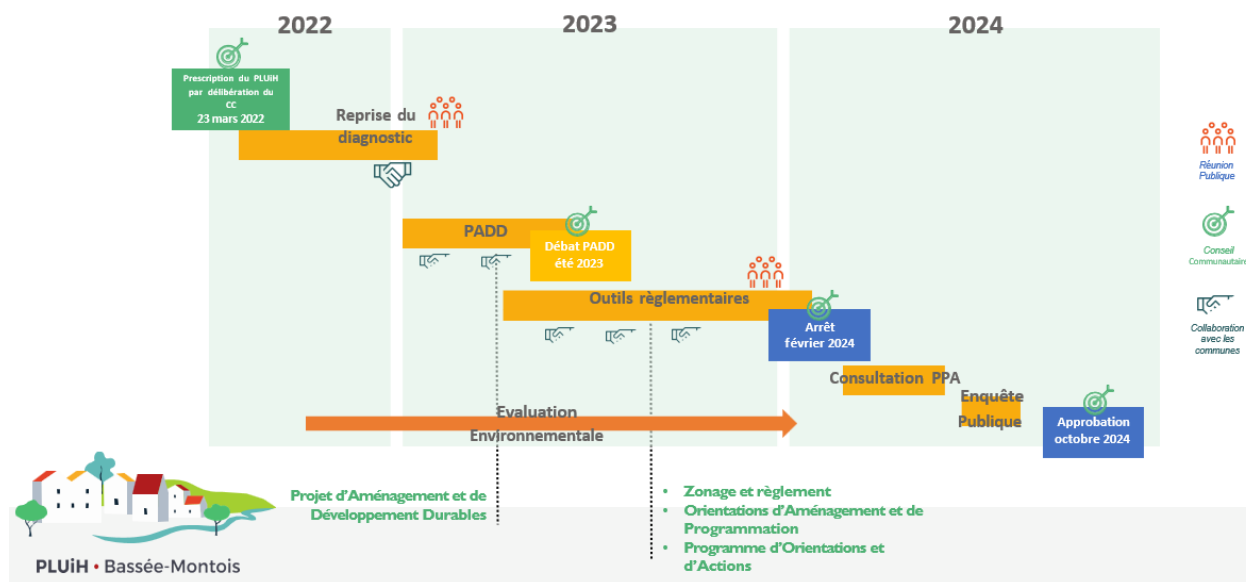 2022
2023
2024
Prescription du PLUiH
par délibération du
CC
23 mars 2022
Reprise du
diagnostic
PADD
Débat PADD
été 2023
Outils règlementaires
Arrêt
février 2024
Consultation PPA
Enquête
Publique
Approbation
octobre 2024
Evaluation
Environnementale
Réunion
Publique
Conseil
Communautaire
Collaboration
avec les
communes
Projet d'Aménagement et de
Développement Durables
• Zonage et règlement
• Orientations d'Aménagement et de
Programmation
• Programme d'Orientations et
d'Actions
PLUiH • Bassée-Montois